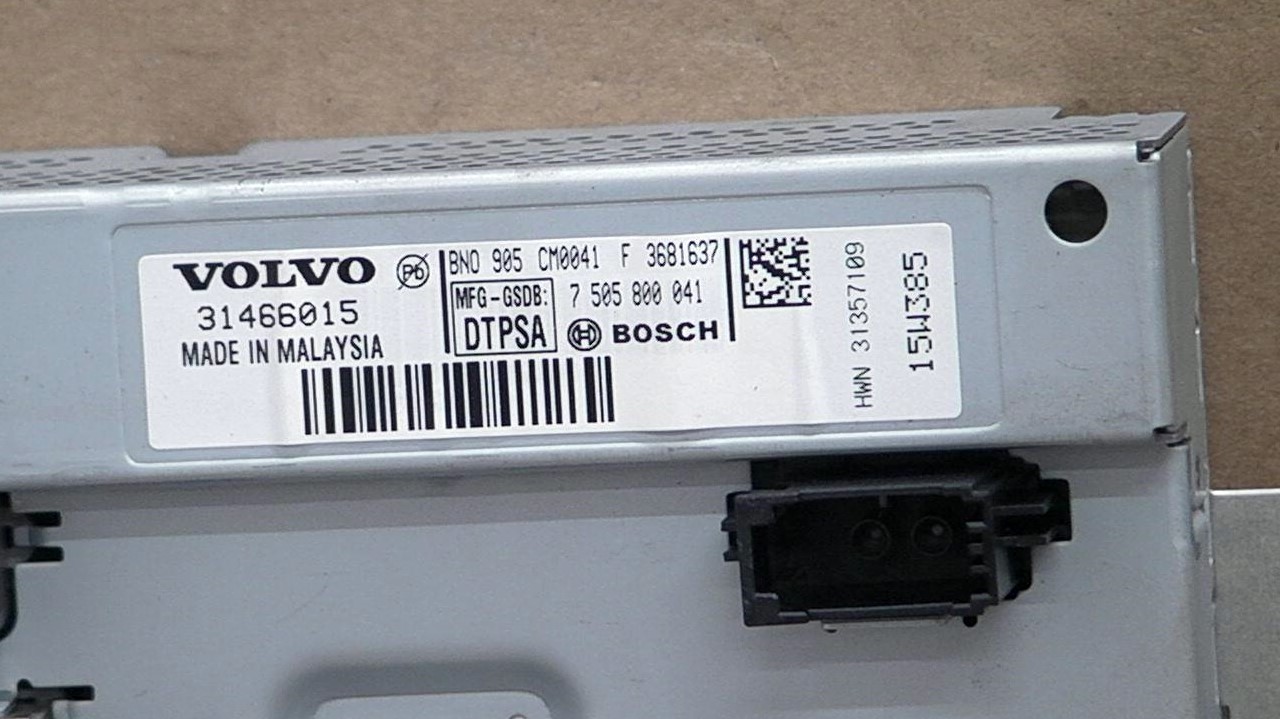 VOLVO
31466015
MADE IN MALAYSIA
Pb
BNO 905 CM0041 F 3681637
MFG-GSDB:
DTPSA
7 505 800 041
BOSCH
HWN 31357109
15W385